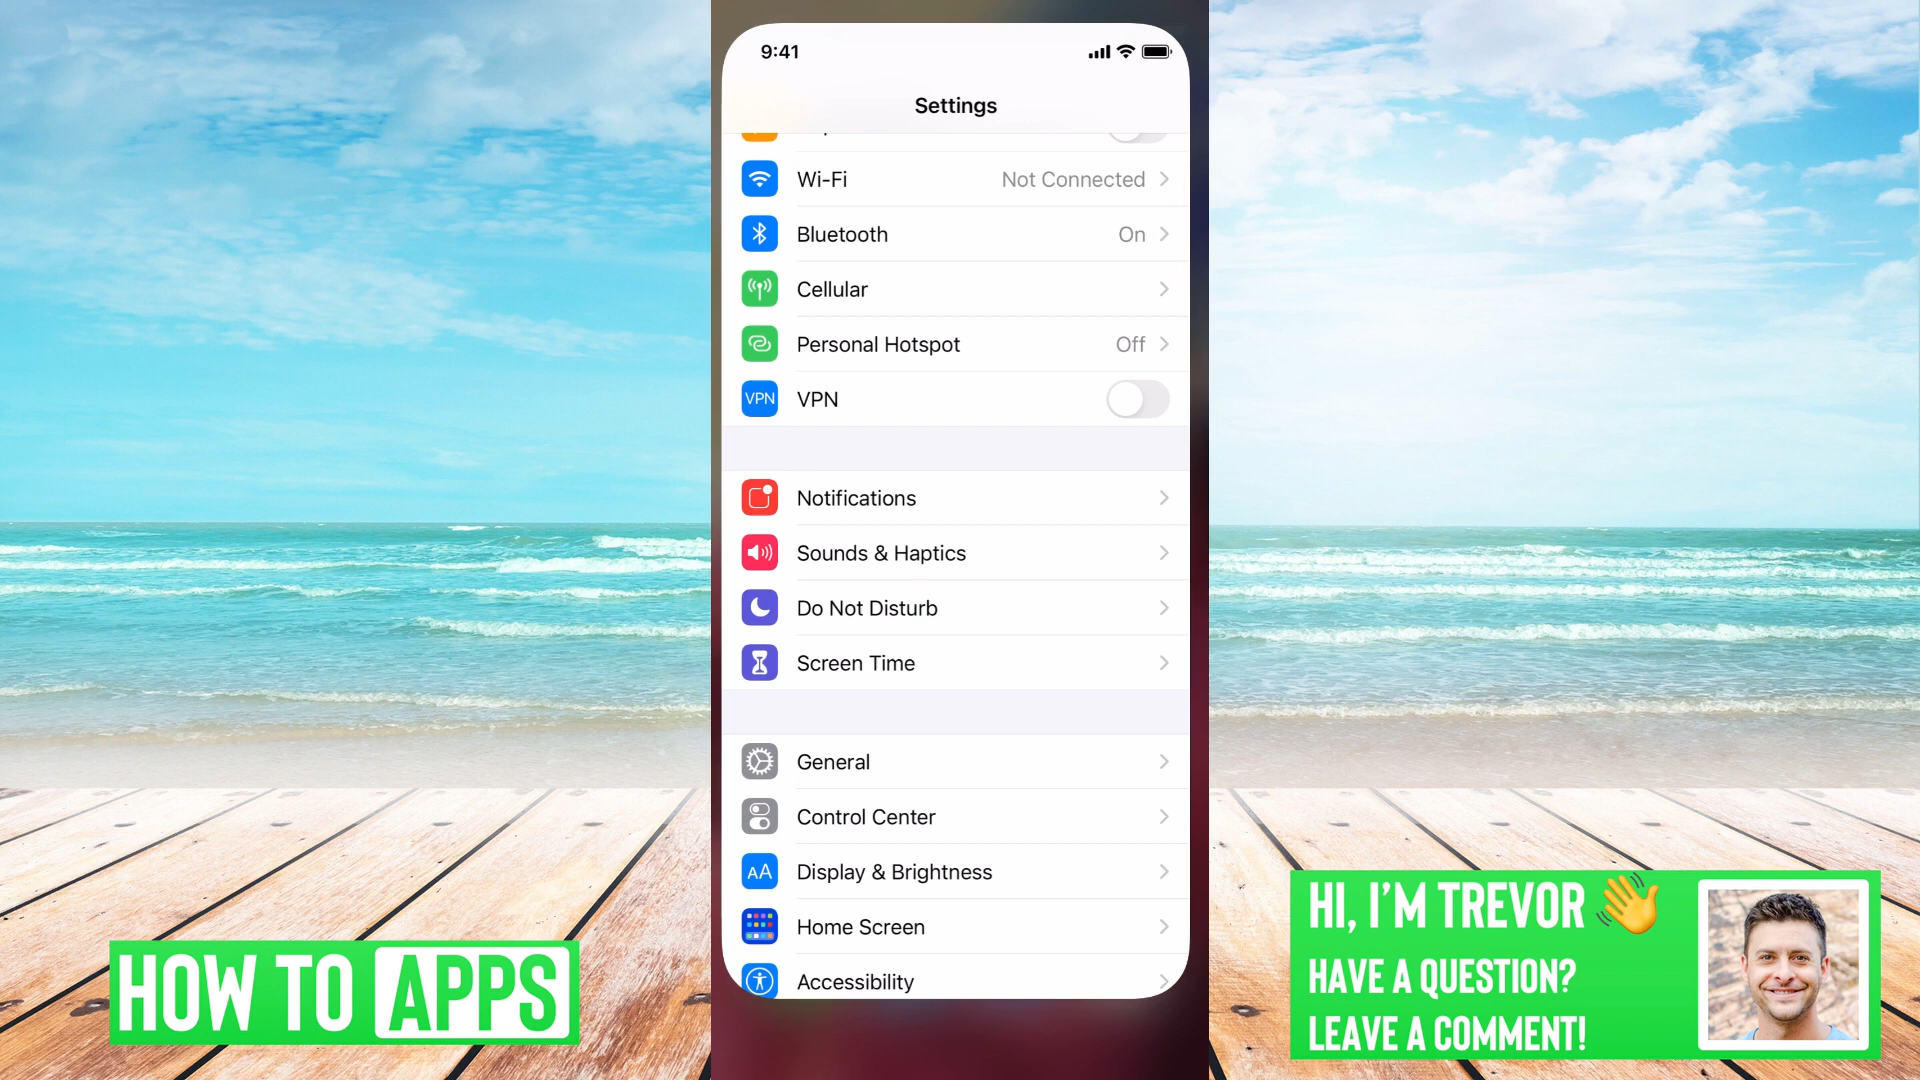 9:41
Settings
Wi-Fi Not Connected
Bluetooth On
Cellular
Personal Hotspot Off
VPN VPN
Notifications
Sounds & Haptics
Do Not Disturb
Screen Time
General
Control Center
AA Display & Brightness
Home Screen
Accessibility
HOW TO APPS
HI, I'M TREVOR
HAVE A QUESTION?
LEAVE A COMMENT!